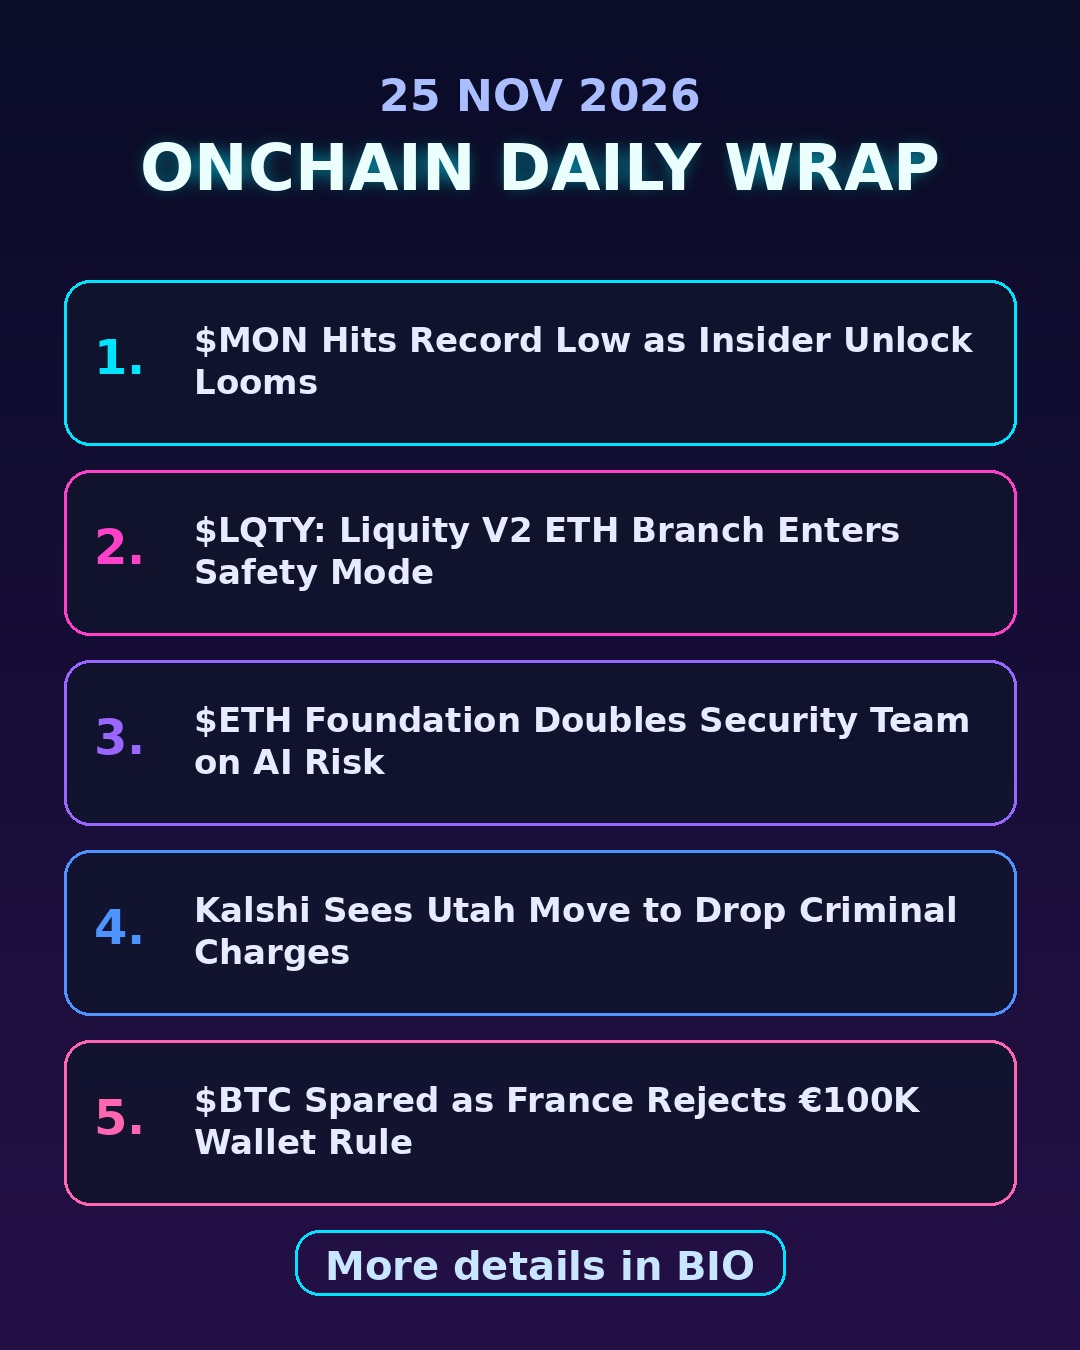 25 NOV 2026
ONCHAIN DAILY WRAP
1.
$MON Hits Record Low as Insider Unlock
Looms
2.
$LQTY: Liquity V2 ETH Branch Enters
Safety Mode
3.
$ETH Foundation Doubles Security Team
on AI Risk
4.
Kalshi Sees Utah Move to Drop Criminal
Charges
5.
$BTC Spared as France Rejects €100K
Wallet Rule
More details in BIO